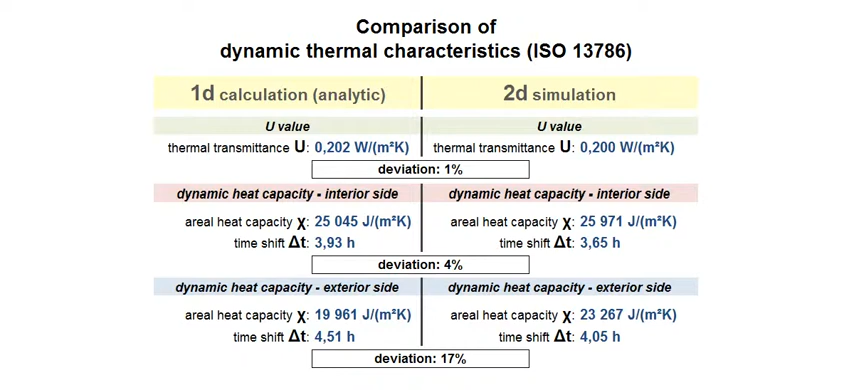 Comparison of
dynamic thermal characteristics (ISO 13786)
1d calculation (analytic) 2d simulation
U value U value
thermal transmittance U: 0,202 W/(m²K) thermal transmittance U: 0,200 W/(m²K)
deviation: 1%
dynamic heat capacity - interior side dynamic heat capacity - interior side
areal heat capacity χ: 25 045 J/(m²K) areal heat capacity χ: 25 971 J/(m²K)
time shift Δt: 3,93 h time shift Δt: 3,65 h
deviation: 4%
dynamic heat capacity - exterior side dynamic heat capacity - exterior side
areal heat capacity χ: 19 961 J/(m²K) areal heat capacity χ: 23 267 J/(m²K)
time shift Δt: 4,51 h time shift Δt: 4,05 h
deviation: 17%